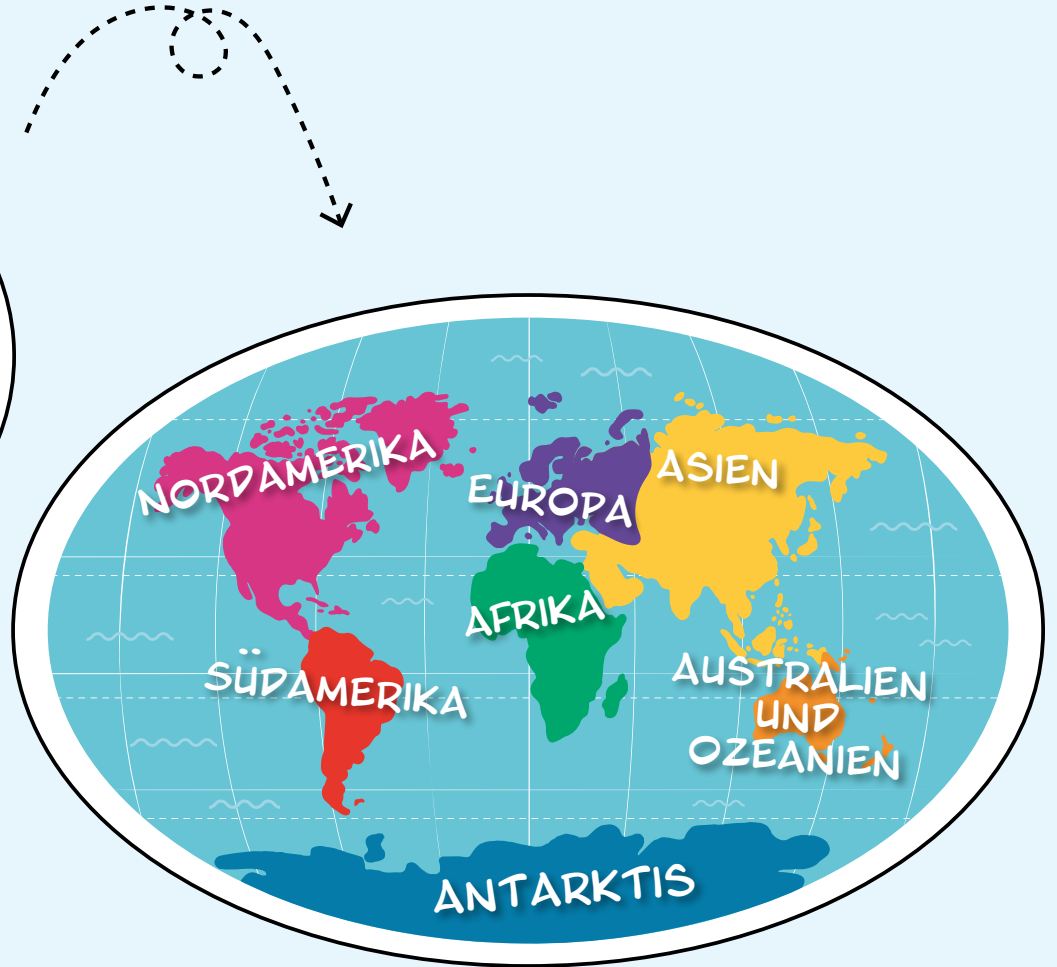 NORDAMERIKA
EUROPA
ASIEN
AFRIKA
SÜDAMERIKA
AUSTRALIEN
UND
OZEANIEN
ANTARKTIS